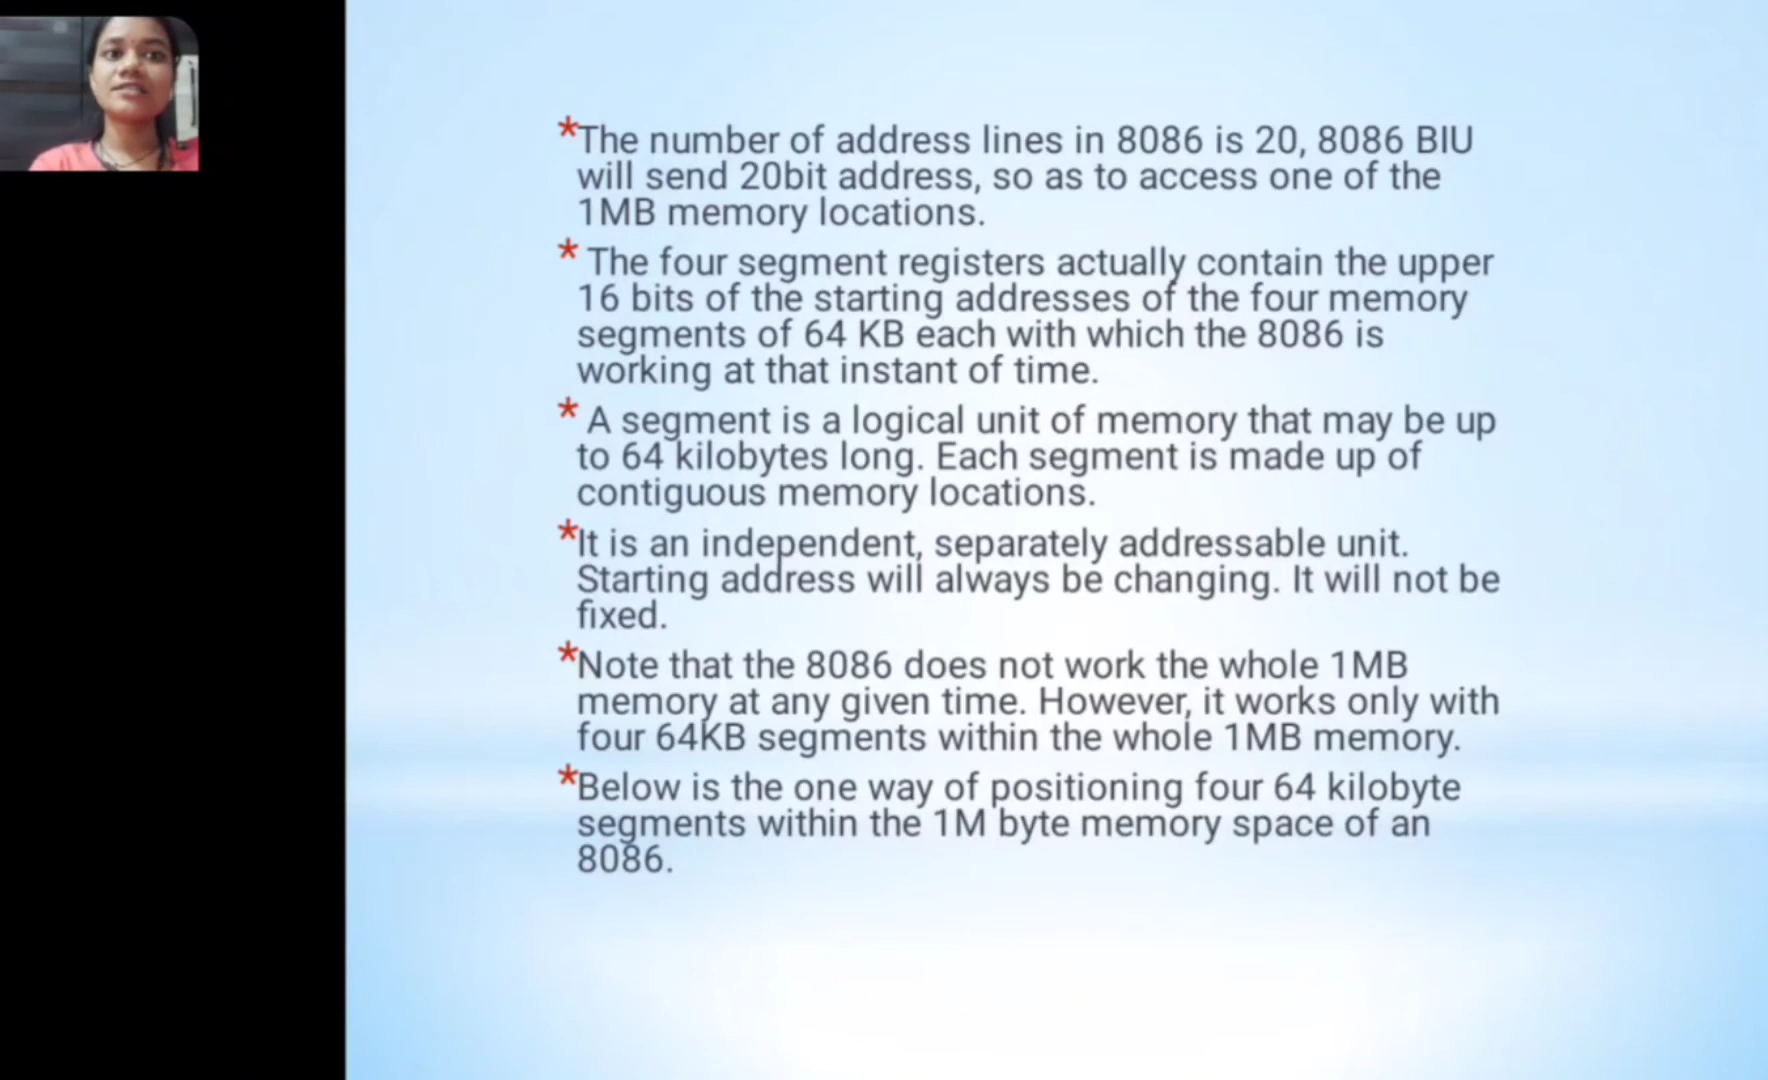 *The number of address lines in 8086 is 20, 8086 BIU
will send 20bit address, so as to access one of the
1MB memory locations.
* The four segment registers actually contain the upper
16 bits of the starting addresses of the four memory
segments of 64 KB each with which the 8086 is
working at that instant of time.
* A segment is a logical unit of memory that may be up
to 64 kilobytes long. Each segment is made up of
contiguous memory locations.
*It is an independent, separately addressable unit.
Starting address will always be changing. It will not be
fixed.
*Note that the 8086 does not work the whole 1MB
memory at any given time. However, it works only with
four 64KB segments within the whole 1MB memory.
*Below is the one way of positioning four 64 kilobyte
segments within the 1M byte memory space of an
8086.